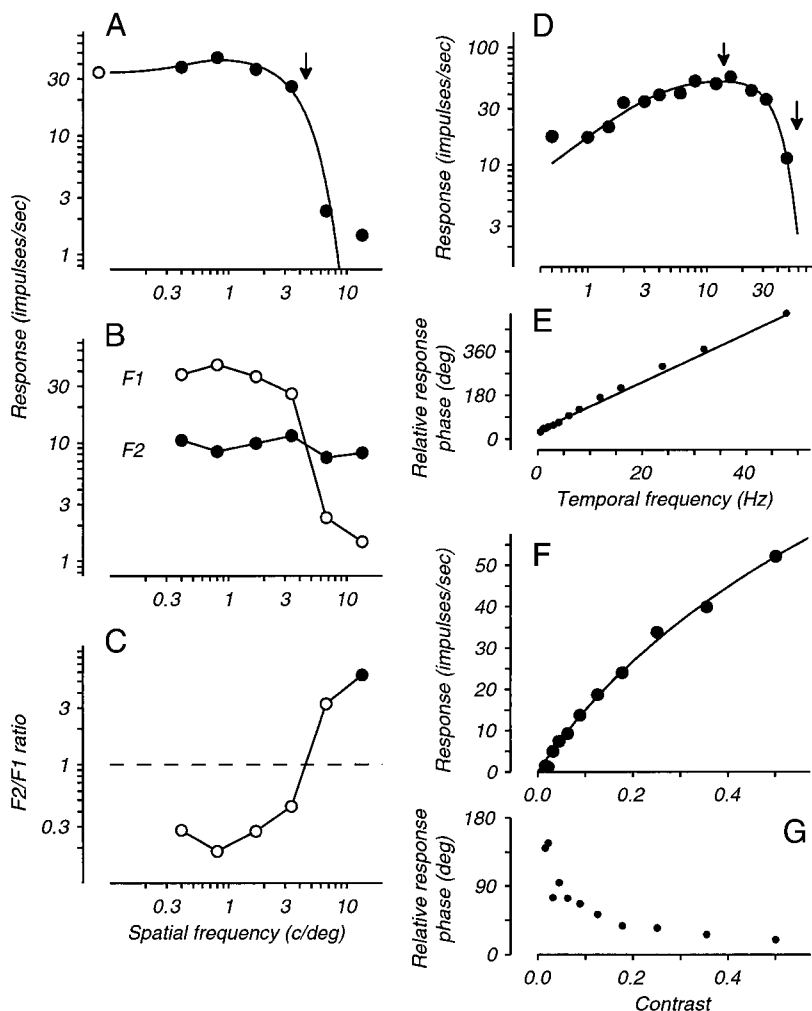 A
Response (impulses/sec)
30
10
3
1
0.3 1 3 10
B
F1
F2
30
10
3
1
0.3 1 3 10
C
F2/F1 ratio
3
1
0.3
0.3 1 3 10
Spatial frequency (c/deg)
D
Response (impulses/sec)
100
30
10
3
1 3 10 30
E
Relative response
phase (deg)
360
180
0
0 20 40
Temporal frequency (Hz)
F
Response (impulses/sec)
50
40
30
20
10
0
0.0 0.2 0.4
G
Relative response
phase (deg)
180
90
0
0.0 0.2 0.4
Contrast